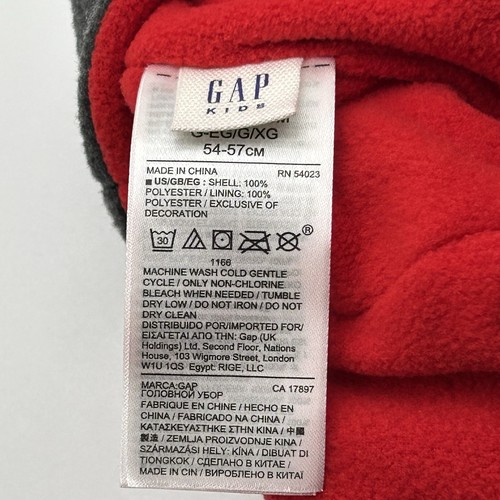 GAP
KIDS
G-EG/G/XG
54-57CM
MADE IN CHINA RN 54023
■ US/GB/EG : SHELL: 100%
POLYESTER / LINING: 100%
POLYESTER / EXCLUSIVE OF
DECORATION
30 ®
1166
MACHINE WASH COLD GENTLE
CYCLE / ONLY NON-CHLORINE
BLEACH WHEN NEEDED / TUMBLE
DRY LOW / DO NOT IRON / DO NOT
DRY CLEAN
DISTRIBUIDO POR/IMPORTED FOR/
ΕΙΣΑΓΕΤΑΙ ΑΠΟ ΤΗΝ: Gap (UK
Holdings) Ltd. Second Floor, Nations
House, 103 Wigmore Street, London
W1U 1QS Egypt: RIGE, LLC
MARCA:GAP CA 17897
ГОЛОВНОЙ УБОР
FABRIQUE EN CHINE / HECHO EN
CHINA / FABRICADO NA CHINA /
ΚΑΤΑΣΚΕΥΑΣΤΗΚΕ ΣΤΗΝ ΚΙΝΑ / 中國
製造 / ZEMLJA PROIZVODNJE KINA /
SZÁRMAZÁSI HELY: KÍNA / DIBUAT DI
TIONGKOK / СДЕЛАНО В КИТАЕ /
MADE IN CIN / ВИРОБЛЕНО В КИТАЇ